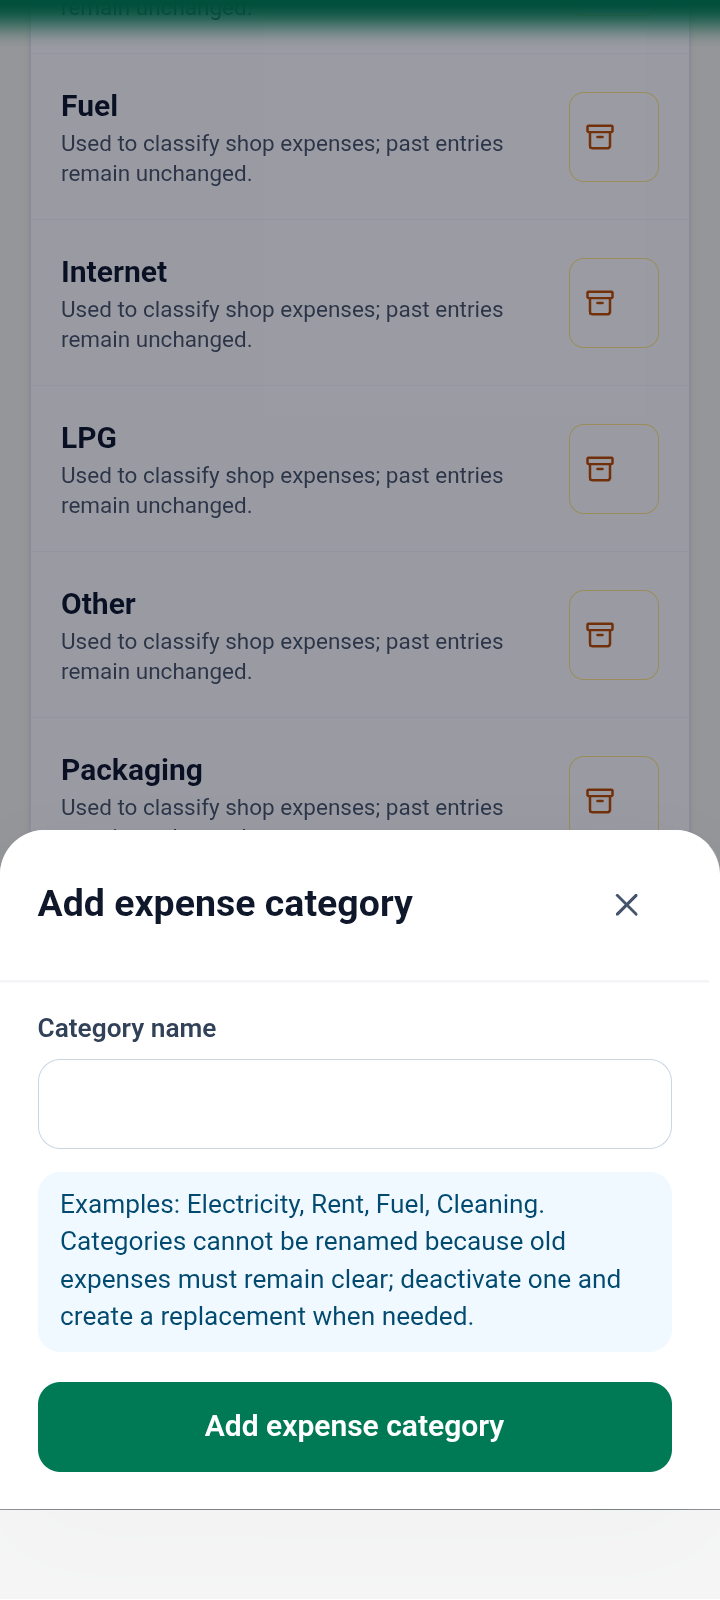 remain unchanged.
Fuel
Used to classify shop expenses; past entries
remain unchanged.
Internet
Used to classify shop expenses; past entries
remain unchanged.
LPG
Used to classify shop expenses; past entries
remain unchanged.
Other
Used to classify shop expenses; past entries
remain unchanged.
Packaging
Used to classify shop expenses; past entries
Add expense category
Category name
Examples: Electricity, Rent, Fuel, Cleaning.
Categories cannot be renamed because old
expenses must remain clear; deactivate one and
create a replacement when needed.
Add expense category